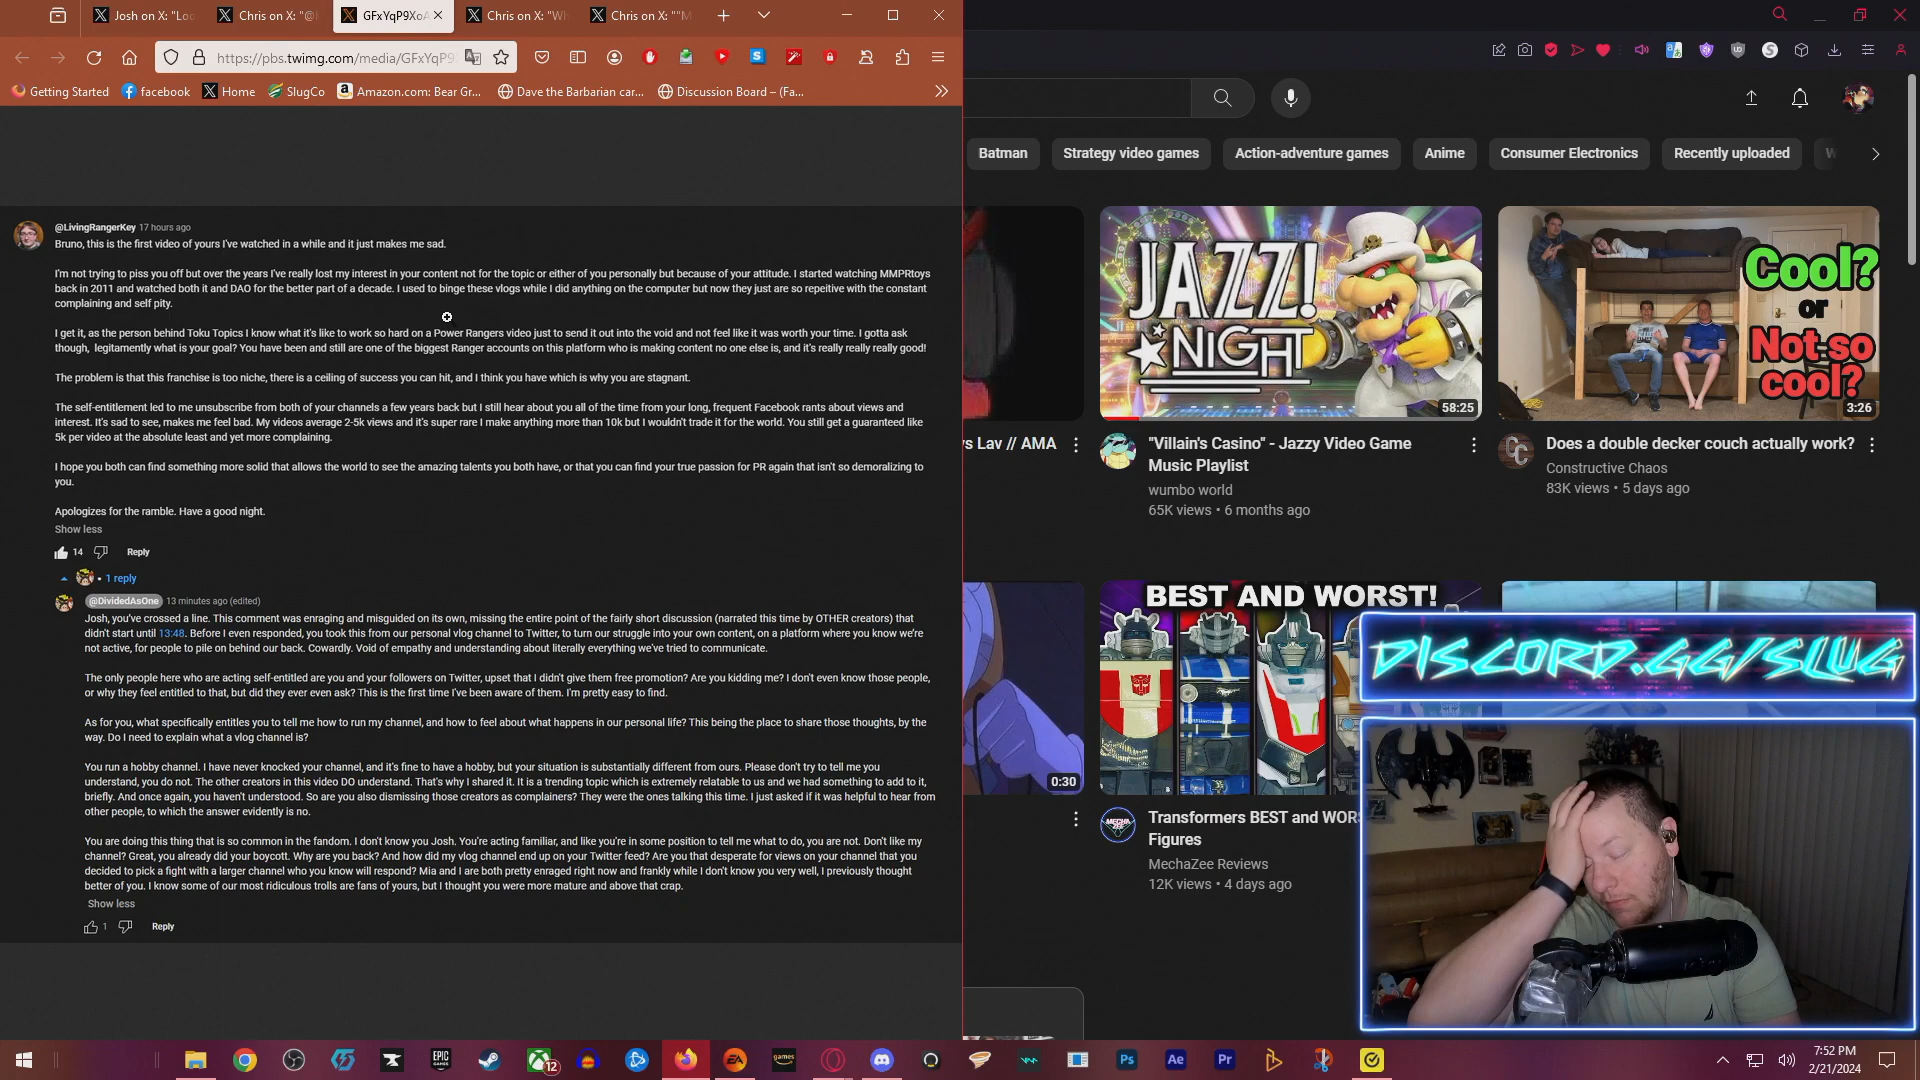 Josh on X: "Loo
Chris on X: "@
GFxYqP9XoA
Chris on X: "Wh
Chris on X: ""M
https://pbs.twimg.com/media/GFxYqP9
Getting Started
facebook
Home
SlugCo
Amazon.com: Bear Gr...
Dave the Barbarian car...
Discussion Board – (Fa...
@LivingRangerKey 17 hours ago
Bruno, this is the first video of yours I've watched in a while and it just makes me sad.
I'm not trying to piss you off but over the years I've really lost my interest in your content not for the topic or either of you personally but because of your attitude. I started watching MMPRtoys
back in 2011 and watched both it and DAO for the better part of a decade. I used to binge these vlogs while I did anything on the computer but now they just are so repeitive with the constant
complaining and self pity.
I get it, as the person behind Toku Topics I know what it's like to work so hard on a Power Rangers video just to send it out into the void and not feel like it was worth your time. I gotta ask
though, legitamently what is your goal? You have been and still are one of the biggest Ranger accounts on this platform who is making content no one else is, and it's really really really good!
The problem is that this franchise is too niche, there is a ceiling of success you can hit, and I think you have which is why you are stagnant.
The self-entitlement led to me unsubscribe from both of your channels a few years back but I still hear about you all of the time from your long, frequent Facebook rants about views and
interest. It's sad to see, makes me feel bad. My videos average 2-5k views and it's super rare I make anything more than 10k but I wouldn't trade it for the world. You still get a guaranteed like
5k per video at the absolute least and yet more complaining.
I hope you both can find something more solid that allows the world to see the amazing talents you both have, or that you can find your true passion for PR again that isn't so demoralizing to
you.
Apologizes for the ramble. Have a good night.
Show less
14
Reply
1 reply
@DividedAsOne 13 minutes ago (edited)
Josh, you've crossed a line. This comment was enraging and misguided on its own, missing the entire point of the fairly short discussion (narrated this time by OTHER creators) that
didn't start until 13:48. Before I even responded, you took this from our personal vlog channel to Twitter, to turn our struggle into your own content, on a platform where you know we're
not active, for people to pile on behind our back. Cowardly. Void of empathy and understanding about literally everything we've tried to communicate.
The only people here who are acting self-entitled are you and your followers on Twitter, upset that I didn't give them free promotion? Are you kidding me? I don't even know those people,
or why they feel entitled to that, but did they ever even ask? This is the first time I've been aware of them. I'm pretty easy to find.
As for you, what specifically entitles you to tell me how to run my channel, and how to feel about what happens in our personal life? This being the place to share those thoughts, by the
way. Do I need to explain what a vlog channel is?
You run a hobby channel. I have never knocked your channel, and it's fine to have a hobby, but your situation is substantially different from ours. Please don't try to tell me you
understand, you do not. The other creators in this video DO understand. That's why I shared it. It is a trending topic which is extremely relatable to us and we had something to add to it,
briefly. And once again, you haven't understood. So are you also dismissing those creators as complainers? They were the ones talking this time. I just asked if it was helpful to hear from
other people, to which the answer evidently is no.
You are doing this thing that is so common in the fandom. I don't know you Josh. You're acting familiar, and like you're in some position to tell me what to do, you are not. Don't like my
channel? Great, you already did your boycott. Why are you back? And how did my vlog channel end up on your Twitter feed? Are you that desperate for views on your channel that you
decided to pick a fight with a larger channel who you know will respond? Mia and I are both pretty enraged right now and frankly while I don't know you very well, I previously thought
better of you. I know some of our most ridiculous trolls are fans of yours, but I thought you were more mature and above that crap.
Show less
1
Reply
Batman
Strategy video games
Action-adventure games
Anime
Consumer Electronics
Recently uploaded
JAZZ!
NIGHT
58:25
Cool?
or
Not so
cool?
3:26
s Lav // AMA
"Villain's Casino" - Jazzy Video Game
Music Playlist
wumbo world
65K views • 6 months ago
Does a double decker couch actually work?
Constructive Chaos
83K views • 5 days ago
0:30
BEST AND WORST!
Transformers BEST and WOR
Figures
MechaZee Reviews
12K views • 4 days ago
DISCORD.GG/SLUG
EPIC
GAMES
12
EA
games
Ps
Ae
Pr
7:52 PM
2/21/2024